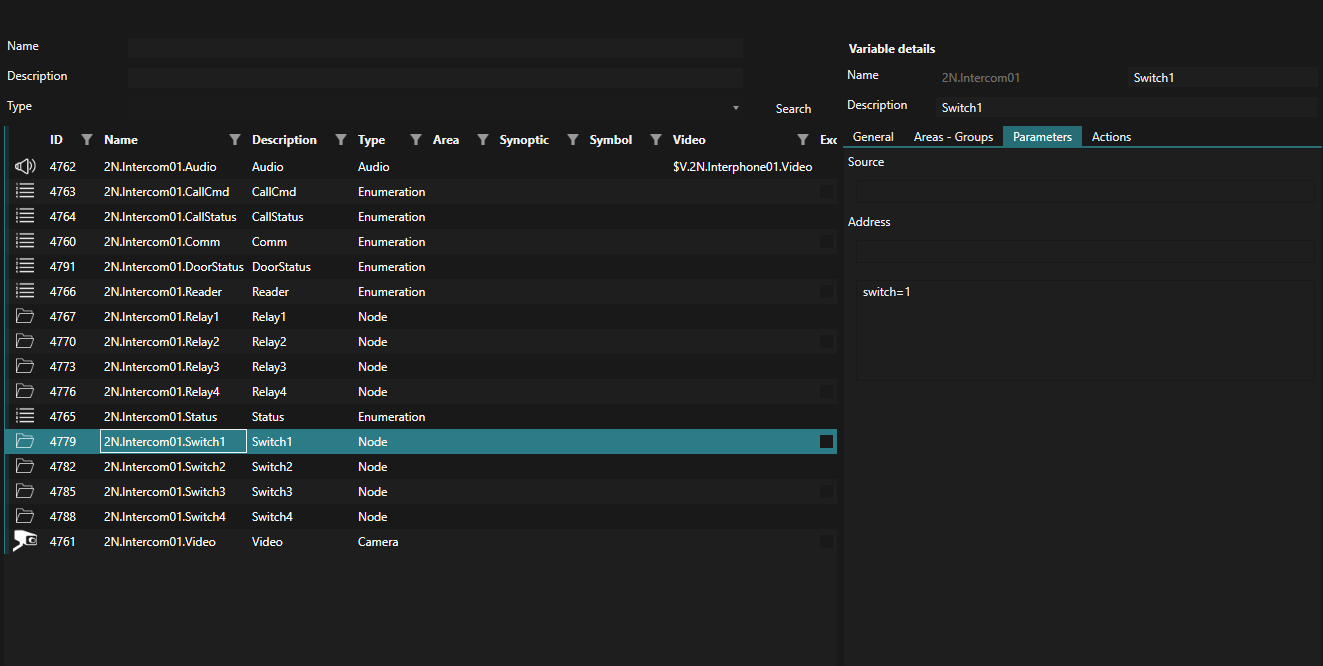 Name
Description
Type
Search
ID Name Description Type Area Synoptic Symbol Video Exc
4762 2N.Intercom01.Audio Audio Audio $V.2N.Interphone01.Video
4763 2N.Intercom01.CallCmd CallCmd Enumeration
4764 2N.Intercom01.CallStatus CallStatus Enumeration
4760 2N.Intercom01.Comm Comm Enumeration
4791 2N.Intercom01.DoorStatus DoorStatus Enumeration
4766 2N.Intercom01.Reader Reader Enumeration
4767 2N.Intercom01.Relay1 Relay1 Node
4770 2N.Intercom01.Relay2 Relay2 Node
4773 2N.Intercom01.Relay3 Relay3 Node
4776 2N.Intercom01.Relay4 Relay4 Node
4765 2N.Intercom01.Status Status Enumeration
4779 2N.Intercom01.Switch1 Switch1 Node
4782 2N.Intercom01.Switch2 Switch2 Node
4785 2N.Intercom01.Switch3 Switch3 Node
4788 2N.Intercom01.Switch4 Switch4 Node
4761 2N.Intercom01.Video Video Camera
Variable details
Name 2N.Intercom01 Switch1
Description Switch1
General Areas - Groups Parameters Actions
Source
Address
switch=1